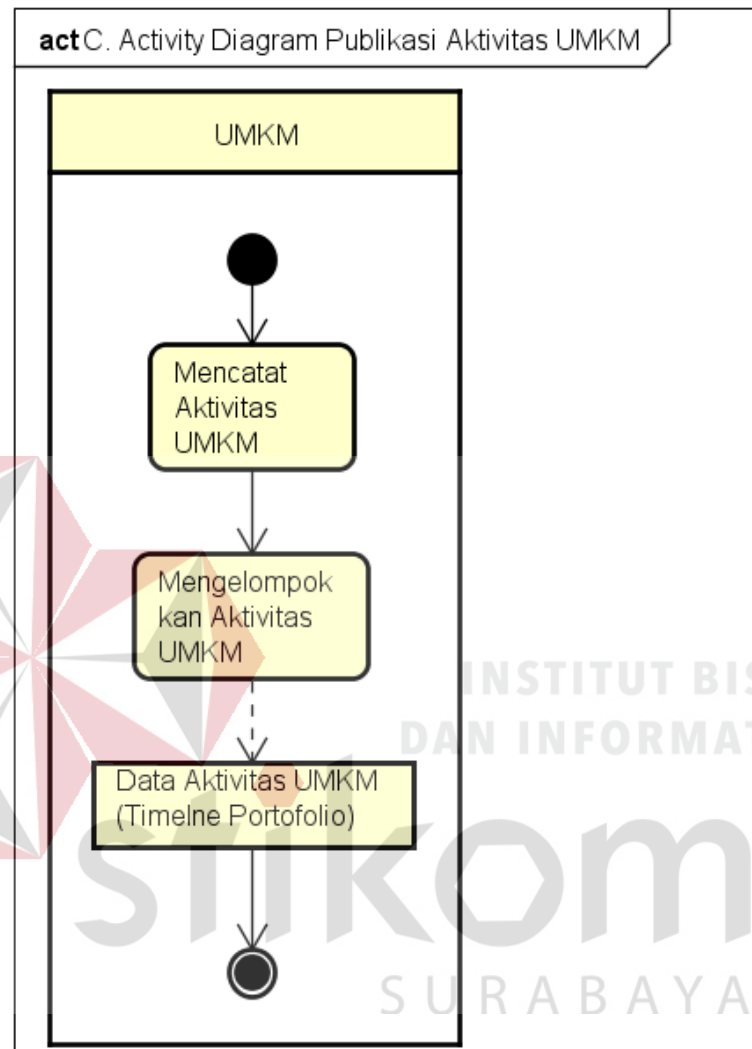 act C. Activity Diagram Publikasi Aktivitas UMKM
UMKM
Mencatat
Aktivitas
UMKM
Mengelompok
kan Aktivitas
UMKM
INSTITUT BIS
DAN INFORMAT
Data Aktivitas UMKM
(Timelne Portofolio)
stikom
SURABAYA